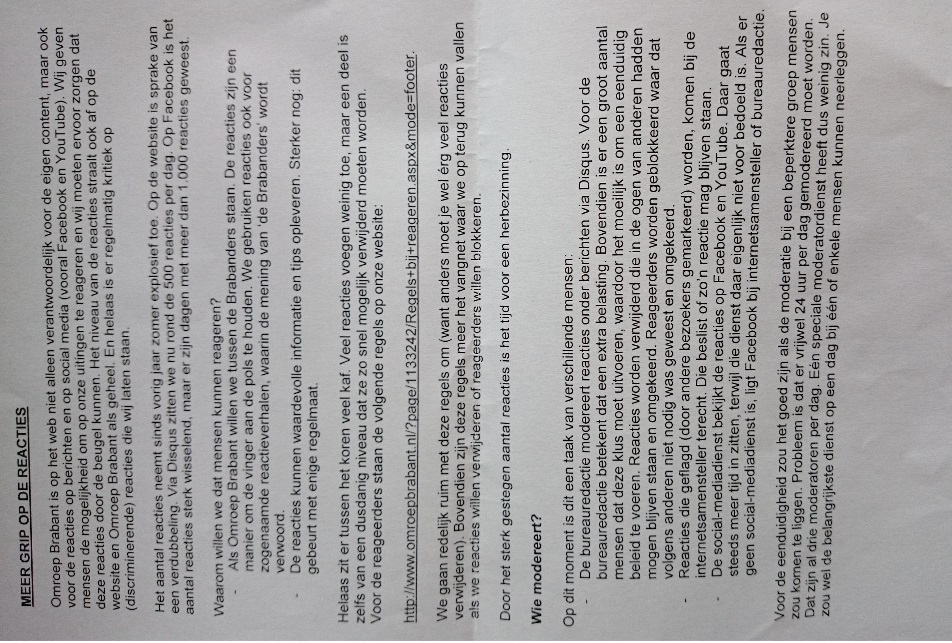 MEER GRIP OP DE REACTIES
Omroep Brabant is op het web niet alleen verantwoordelijk voor de eigen content, maar ook
voor de reacties op berichten en op social media (vooral Facebook en YouTube). Wij geven
mensen de mogelijkheid om op onze uitingen te reageren en wij moeten ervoor zorgen dat
deze reacties door de beugel kunnen. Het niveau van de reacties straalt ook af op de
website en Omroep Brabant als geheel. En helaas is er regelmatig kritiek op
(discriminerende) reacties die wij laten staan.
Het aantal reacties neemt sinds vorig jaar zomer explosief toe. Op de website is sprake van
een verdubbeling. Via Disqus zitten we nu rond de 500 reacties per dag. Op Facebook is het
aantal reacties sterk wisselend, maar er zijn dagen met meer dan 1.000 reacties geweest.
Waarom willen we dat mensen kunnen reageren?
- Als Omroep Brabant willen we tussen de Brabanders staan. De reacties zijn een
manier om de vinger aan de pols te houden. We gebruiken reacties ook voor
zogenaamde reactieverhalen, waarin de mening van 'de Brabanders' wordt
verwoord.
- De reacties kunnen waardevolle informatie en tips opleveren. Sterker nog: dit
gebeurt met enige regelmaat.
Helaas zit er tussen het koren veel kaf. Veel reacties voegen weinig toe, maar een deel is
zelfs van een dusdanig niveau dat ze zo snel mogelijk verwijderd moeten worden.
Voor de reageerders staan de volgende regels op onze website:
http://www.omroepbrabant.nl/?page/1133242/Regels+bij+reageren.aspx&mode=footer.
We gaan redelijk ruim met deze regels om (want anders moet je wel érg veel reacties
verwijderen). Bovendien zijn deze regels meer het vangnet waar we op terug kunnen vallen
als we reacties willen verwijderen of reageerders willen blokkeren.
Door het sterk gestegen aantal reacties is het tijd voor een herbezinning.
Wie modereert?
Op dit moment is dit een taak van verschillende mensen:
- De bureauredactie modereert reacties onder berichten via Disqus. Voor de
bureauredactie betekent dat een extra belasting. Bovendien is er een groot aantal
mensen dat deze klus moet uitvoeren, waardoor het moeilijk is om een eenduidig
beleid te voeren. Reacties worden verwijderd die in de ogen van anderen hadden
mogen blijven staan en omgekeerd. Reageerders worden geblokkeerd waar dat
volgens anderen niet nodig was geweest en omgekeerd.
- Reacties die geflagd (door andere bezoekers gemarkeerd) worden, komen bij de
internetsamensteller terecht. Die beslist of zo'n reactie mag blijven staan.
- De social-mediadienst bekijkt de reacties op Facebook en YouTube. Daar gaat
steeds meer tijd in zitten, terwijl die dienst daar eigenlijk niet voor bedoeld is. Als er
geen social-mediadienst is, ligt Facebook bij internetsamensteller of bureauredactie.
Voor de eenduidigheid zou het goed zijn als de moderatie bij een beperktere groep mensen
zou komen te liggen. Probleem is dat er vrijwel 24 uur per dag gemodereerd moet worden.
Dat zijn al drie moderatoren per dag. Eén speciale moderatordienst heeft dus weinig zin. Je
zou wel de belangrijkste dienst op een dag bij één of enkele mensen kunnen neerleggen.